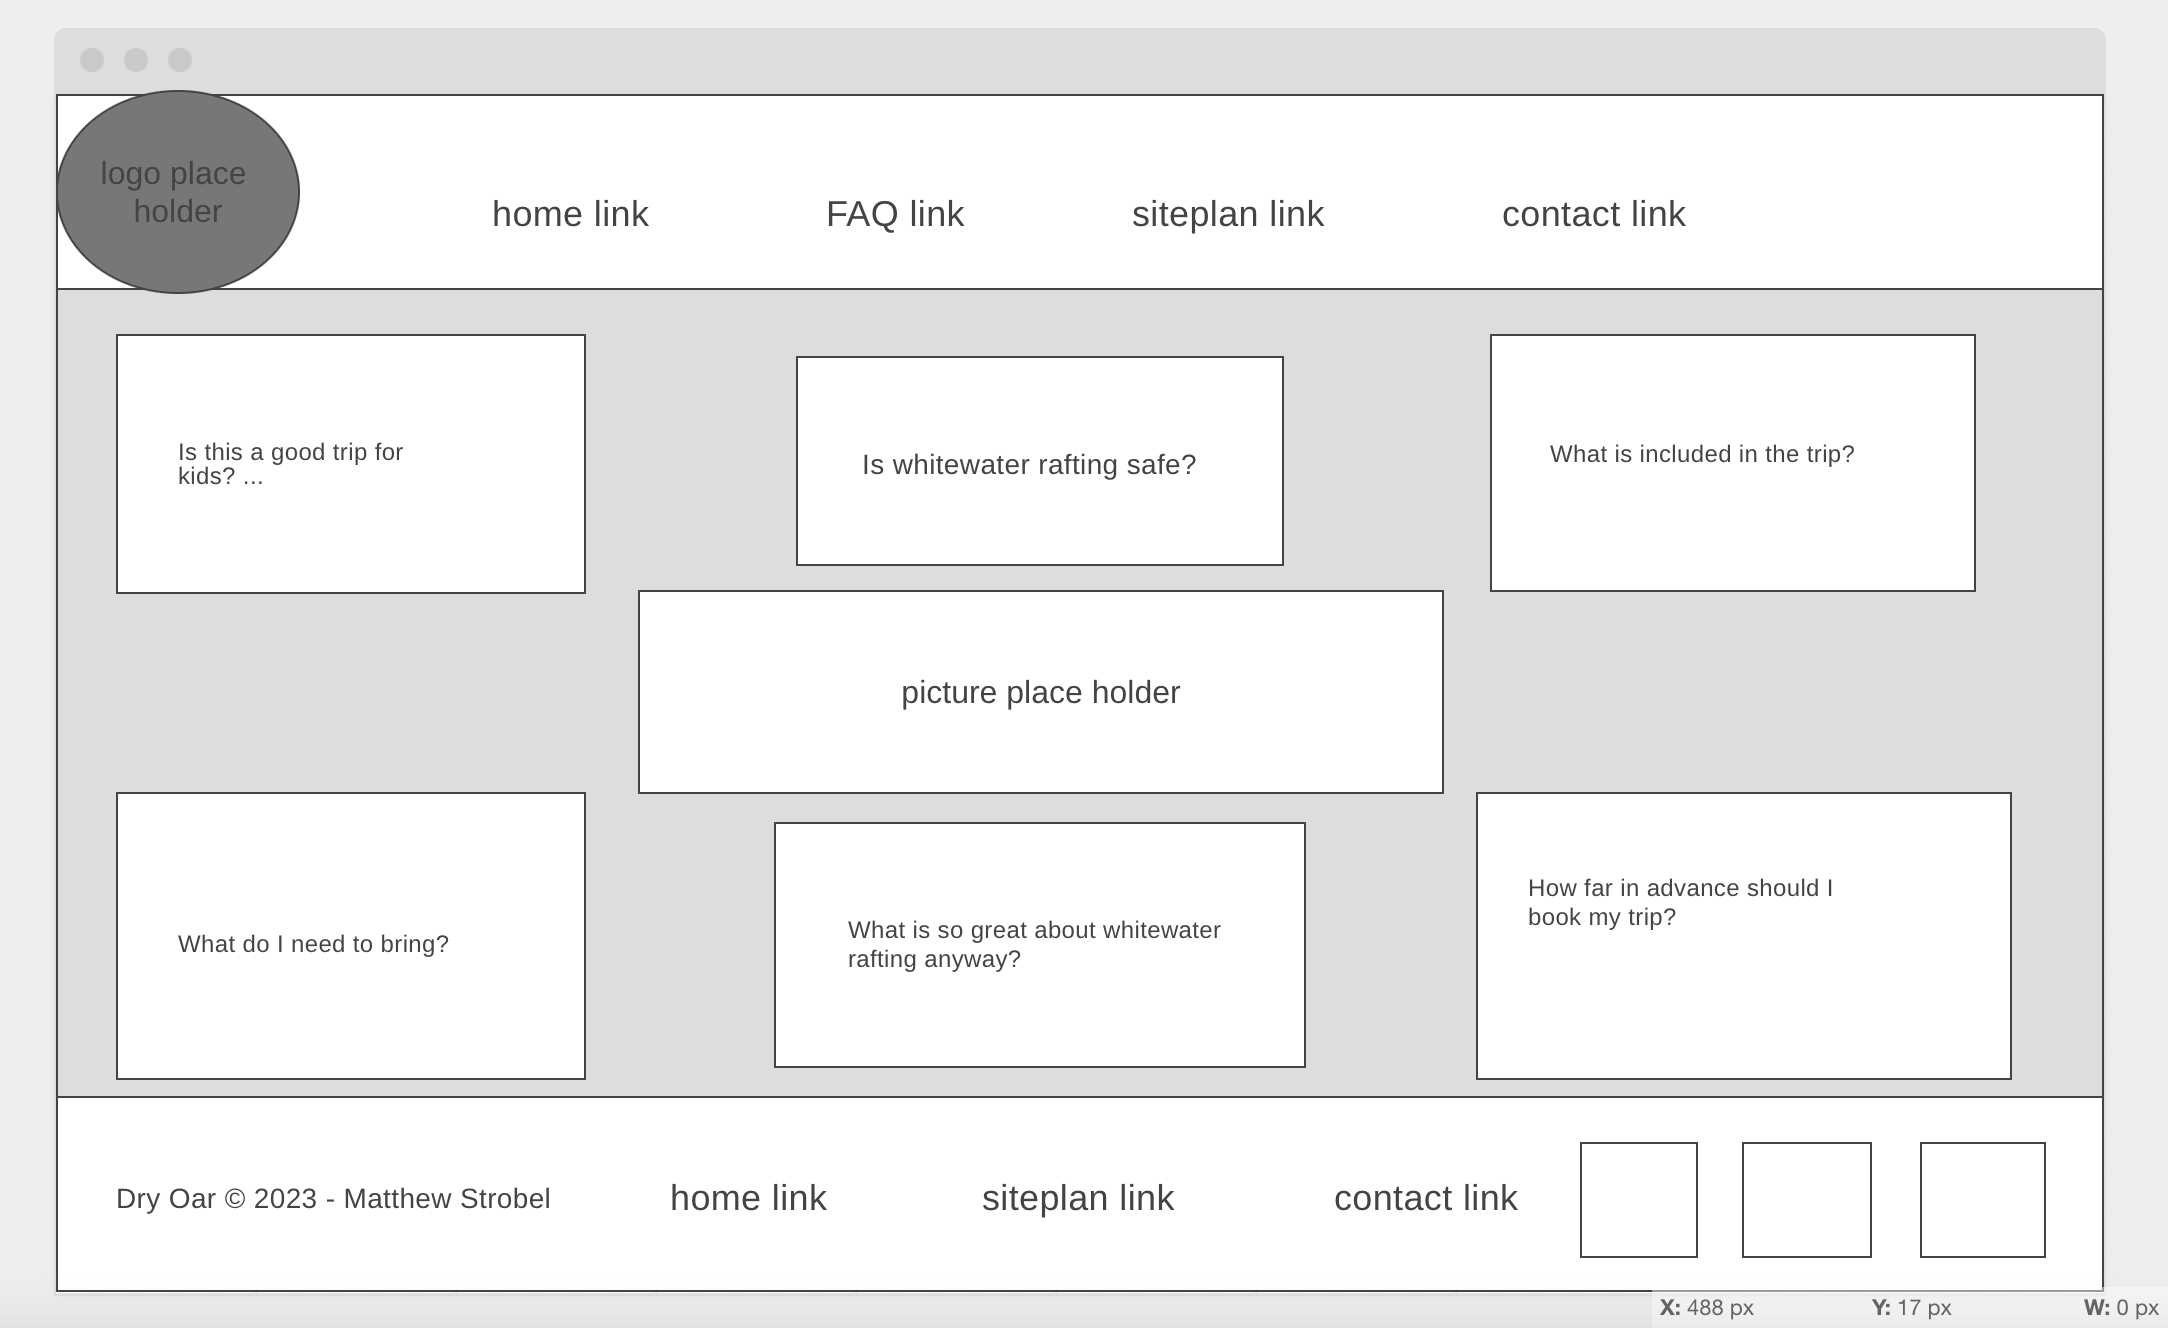 logo place
holder
home link
FAQ link
siteplan link
contact link
Is this a good trip for
kids? ...
Is whitewater rafting safe?
What is included in the trip?
picture place holder
What do I need to bring?
What is so great about whitewater
rafting anyway?
How far in advance should I
book my trip?
Dry Oar © 2023 - Matthew Strobel
home link
siteplan link
contact link
X: 488 px
Y: 17 px
W: 0 px